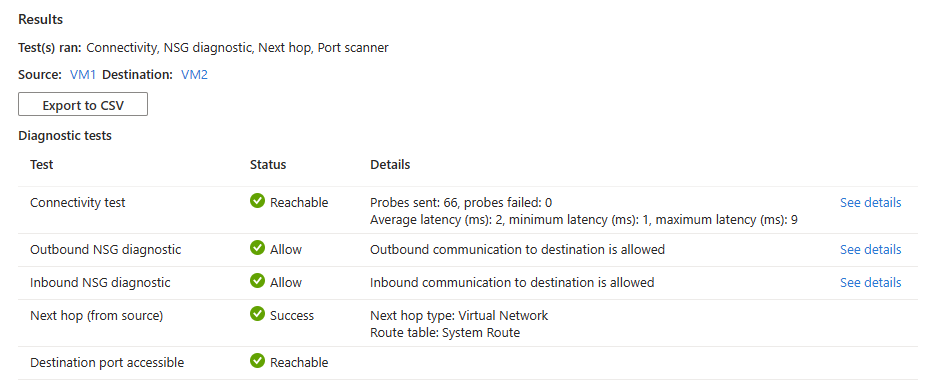 Results
Test(s) ran: Connectivity, NSG diagnostic, Next hop, Port scanner
Source: VM1 Destination: VM2
Export to CSV
Diagnostic tests
Test Status Details
Connectivity test Reachable Probes sent: 66, probes failed: 0 See details
Average latency (ms): 2, minimum latency (ms): 1, maximum latency (ms): 9
Outbound NSG diagnostic Allow Outbound communication to destination is allowed See details
Inbound NSG diagnostic Allow Inbound communication to destination is allowed See details
Next hop (from source) Success Next hop type: Virtual Network
Route table: System Route
Destination port accessible Reachable